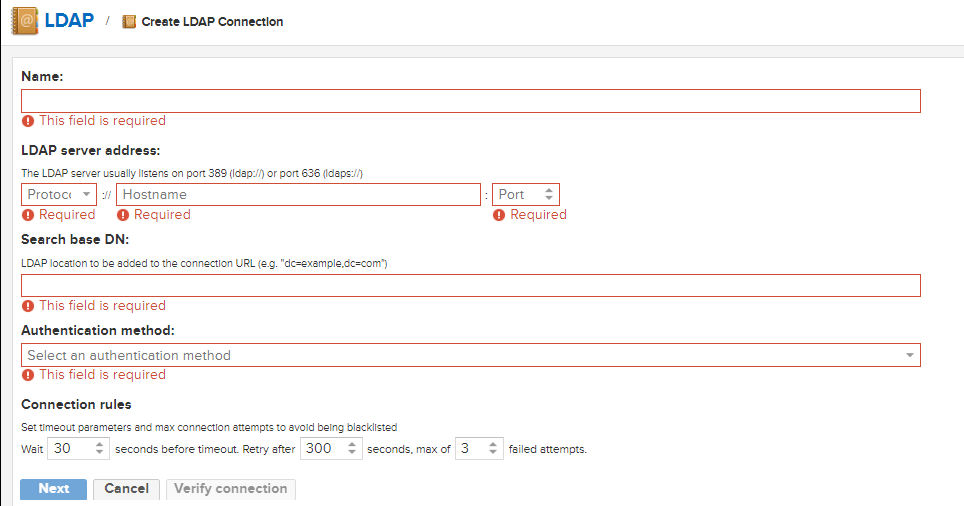 LDAP / Create LDAP Connection
Name:
This field is required
LDAP server address:
The LDAP server usually listens on port 389 (ldap://) or port 636 (ldaps://)
Protoc :// Hostname : Port
Required Required Required
Search base DN:
LDAP location to be added to the connection URL (e.g. "dc=example,dc=com")
This field is required
Authentication method:
Select an authentication method
This field is required
Connection rules
Set timeout parameters and max connection attempts to avoid being blacklisted
Wait 30 seconds before timeout. Retry after 300 seconds, max of 3 failed attempts.
Next Cancel Verify connection